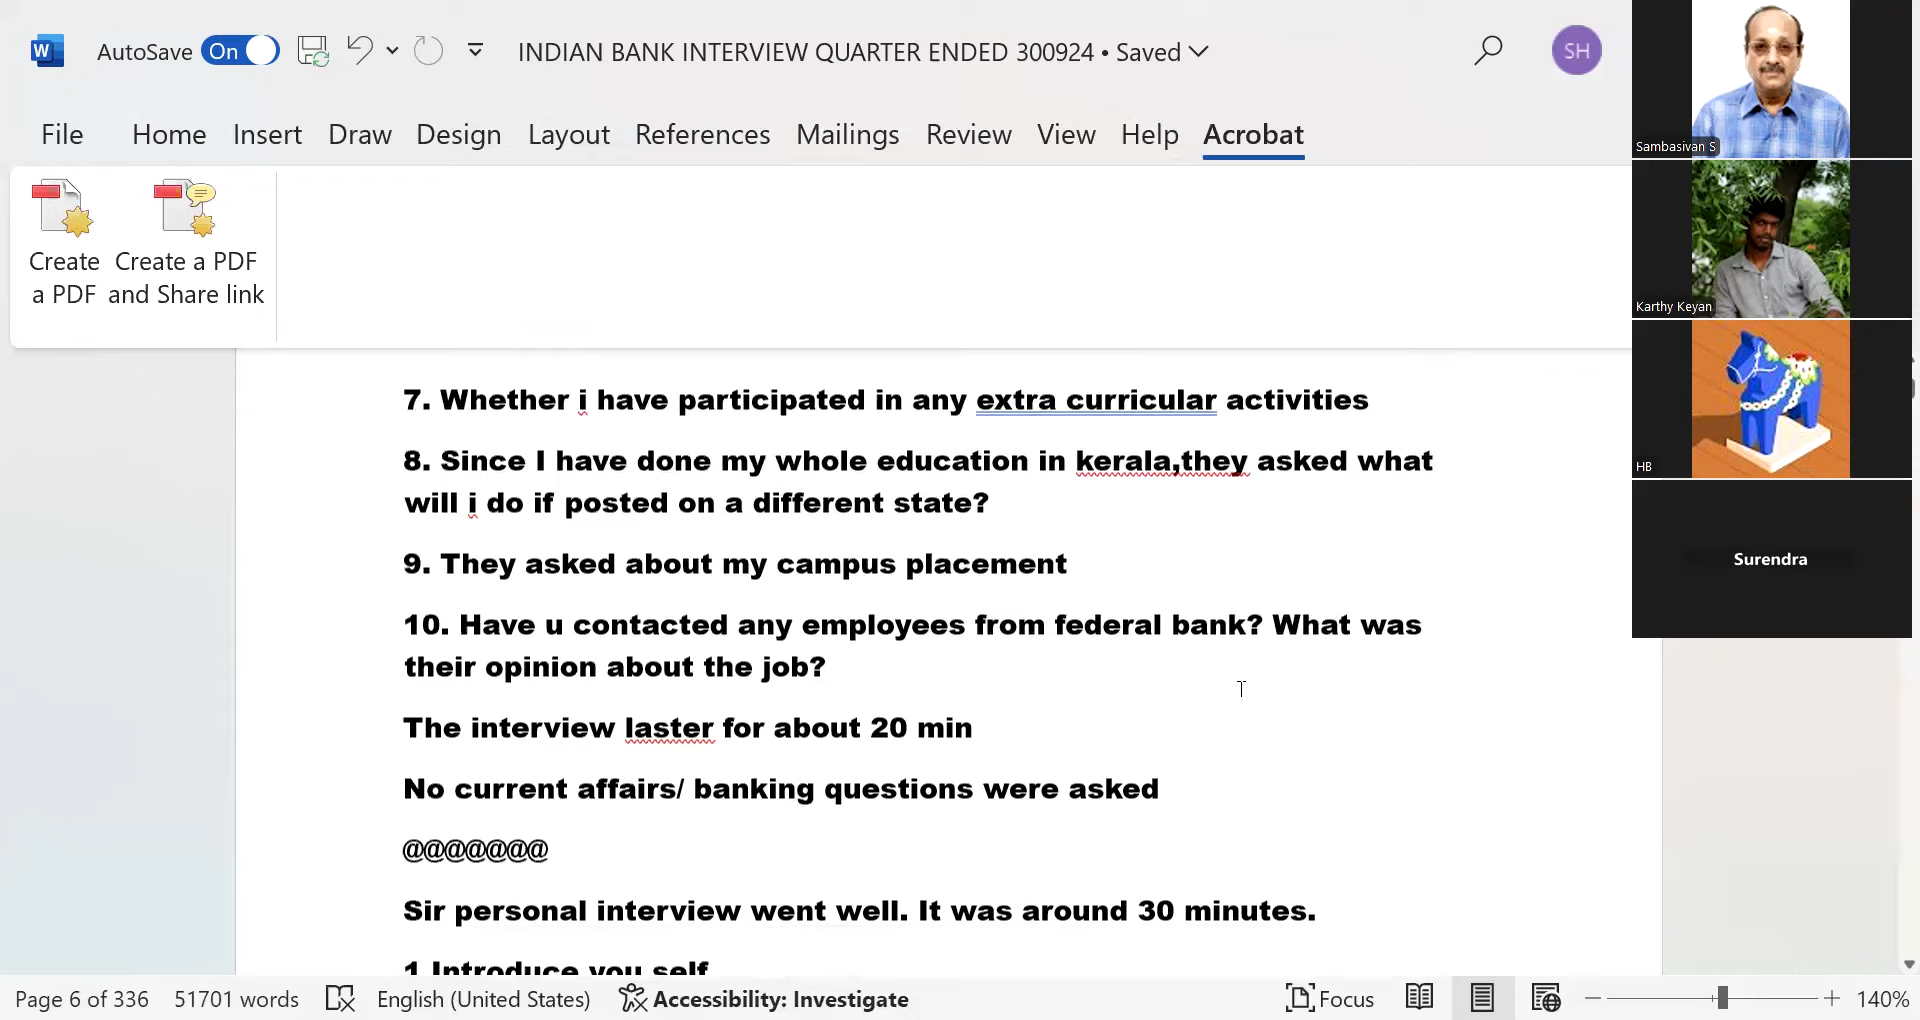 AutoSave On INDIAN BANK INTERVIEW QUARTER ENDED 300924 • Saved SH
File Home Insert Draw Design Layout References Mailings Review View Help Acrobat
Create
a PDF
Create a PDF
and Share link
7. Whether i have participated in any extra curricular activities
8. Since I have done my whole education in kerala,they asked what
will i do if posted on a different state?
9. They asked about my campus placement
10. Have u contacted any employees from federal bank? What was
their opinion about the job?
The interview laster for about 20 min
No current affairs/ banking questions were asked
@@@@@@@
Sir personal interview went well. It was around 30 minutes.
1 Introduce you self
Sambasivan S
Karthy Keyan
HB
Surendra
Page 6 of 336 51701 words English (United States) Accessibility: Investigate Focus 140%